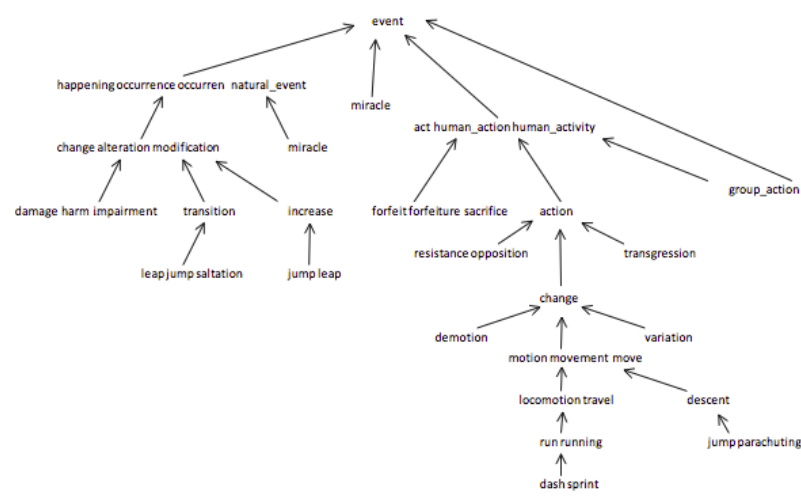 event
happening occurrence occurren natural_event
miracle
act human_action human_activity
change alteration modification
miracle
group_action
damage harm impairment
transition
increase
forfeit forfeiture sacrifice
action
resistance opposition
transgression
leap jump saltation
jump leap
change
demotion
variation
motion movement move
locomotion travel
descent
run running
jump parachuting
dash sprint